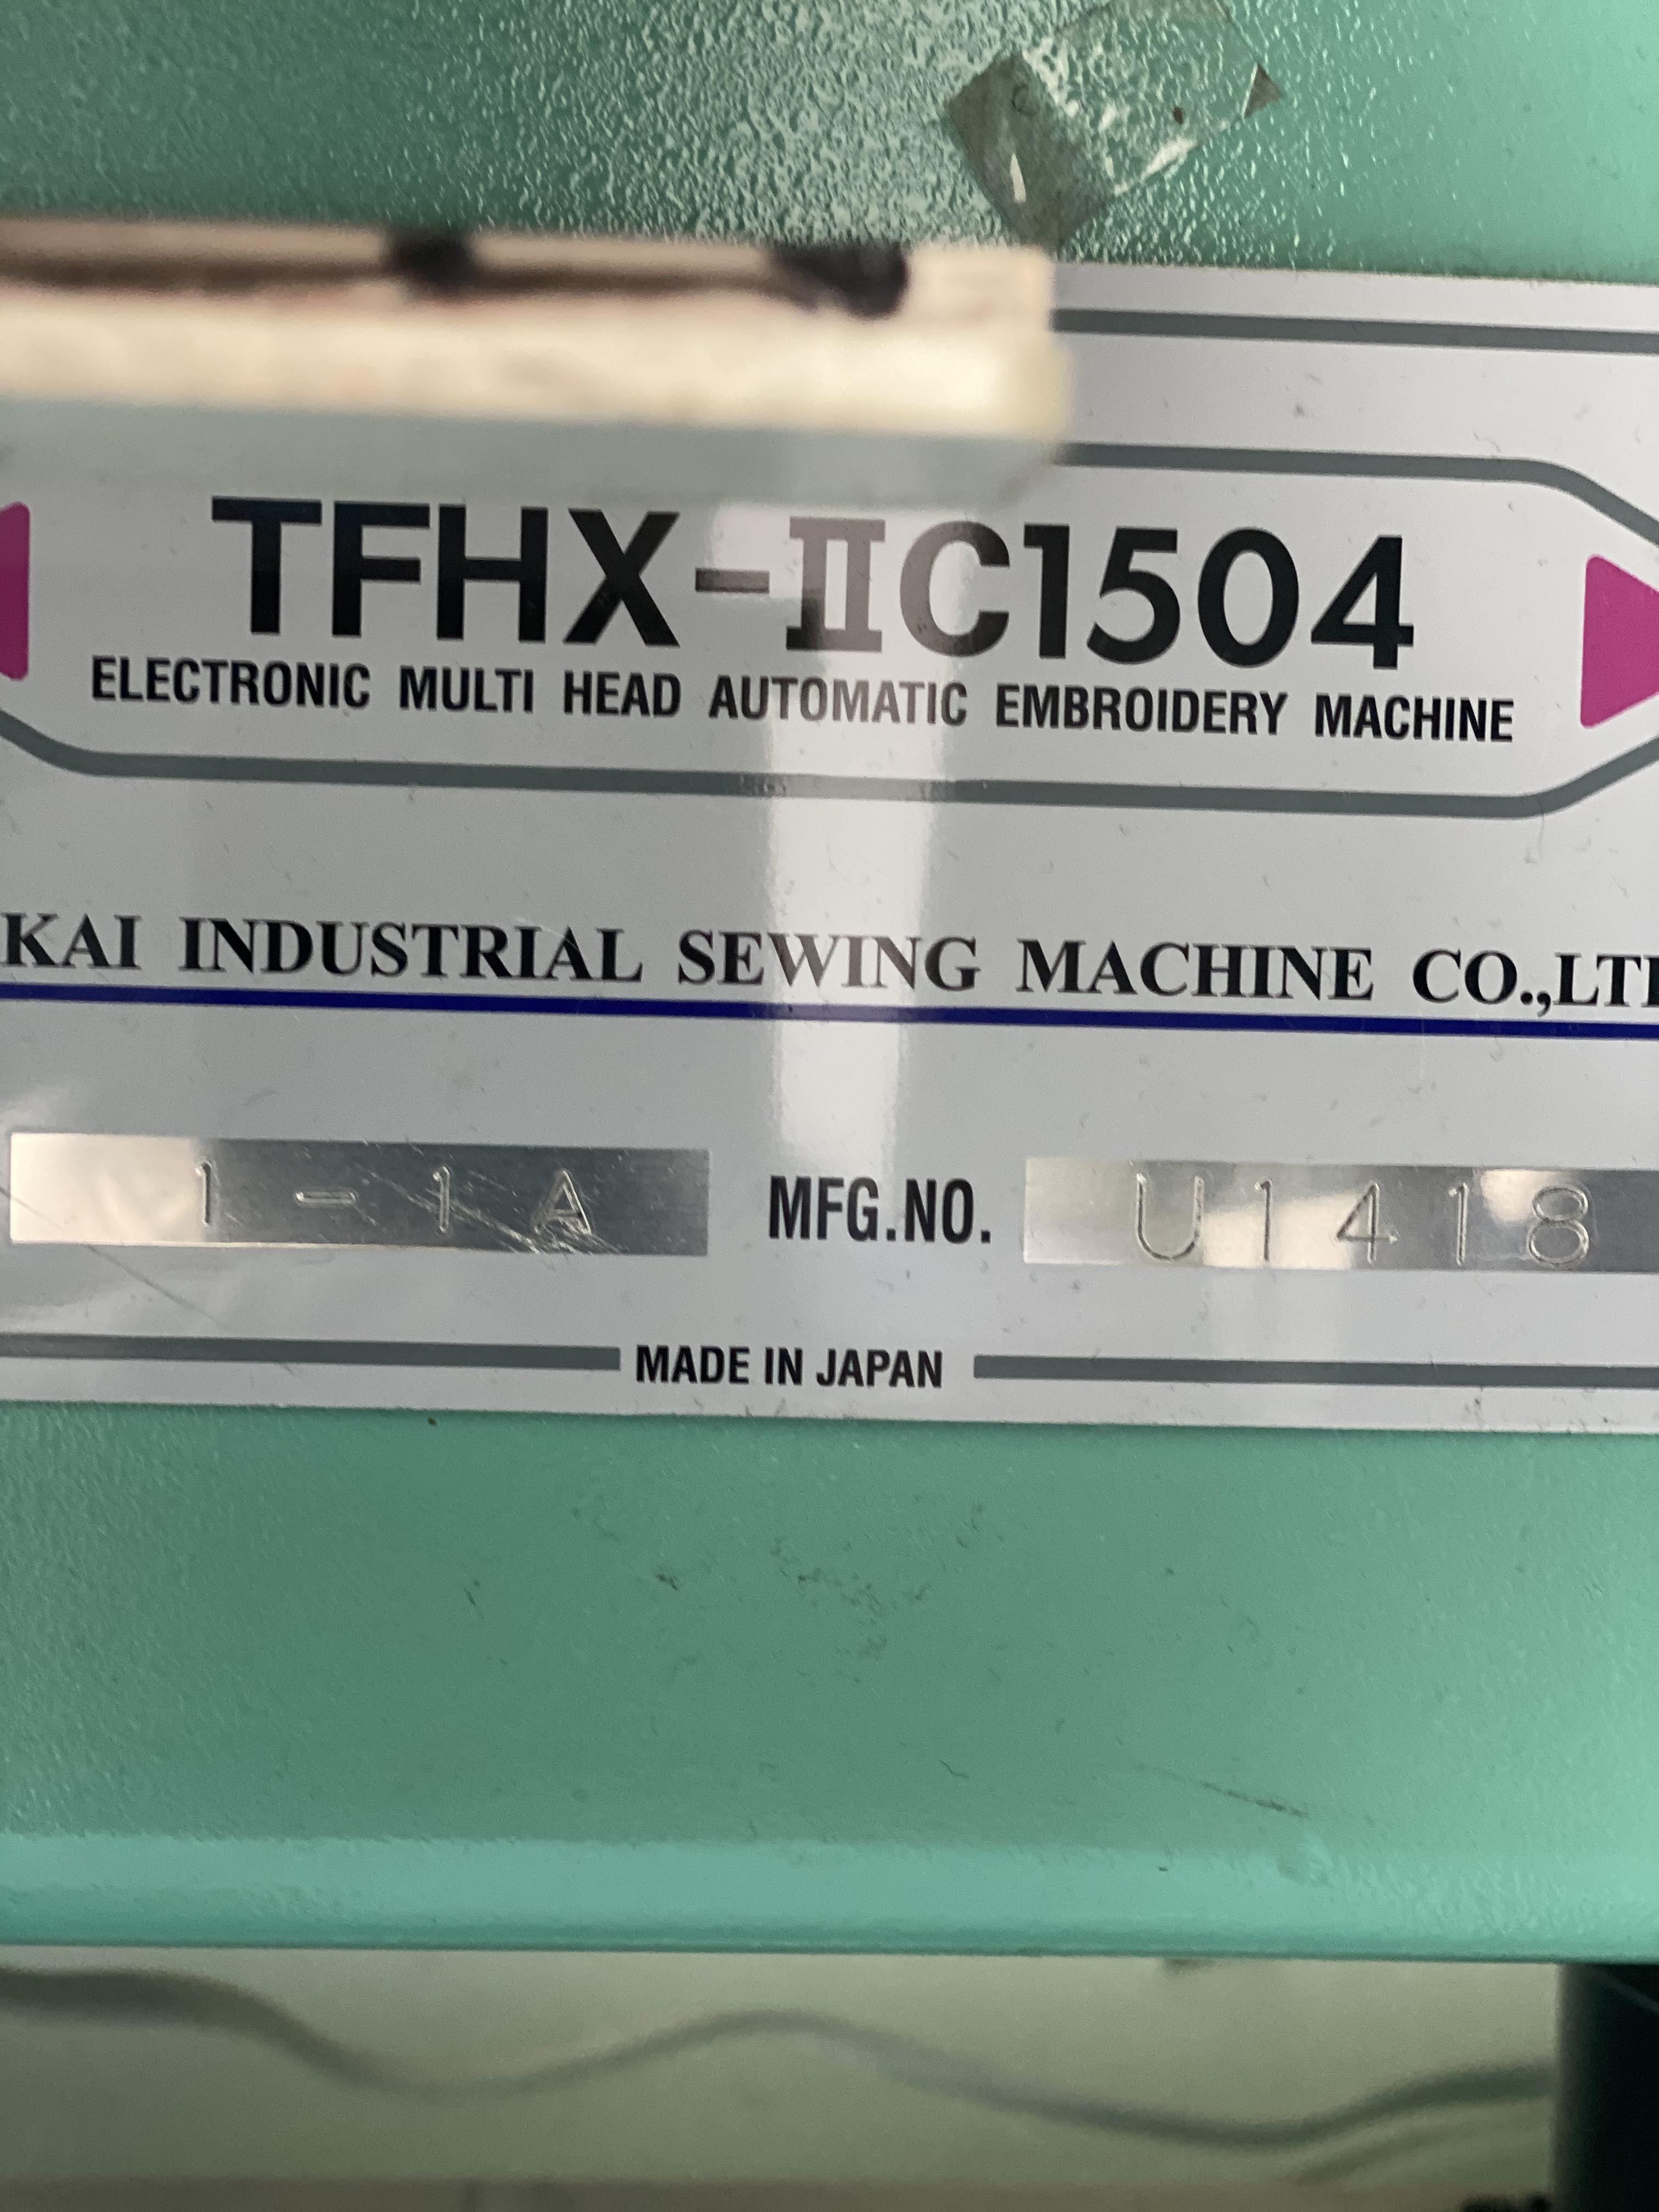 TFHX-IIC1504
ELECTRONIC MULTI HEAD AUTOMATIC EMBROIDERY MACHINE
KAI INDUSTRIAL SEWING MACHINE CO.,LT
1-1A MFG.NO. U1418
MADE IN JAPAN